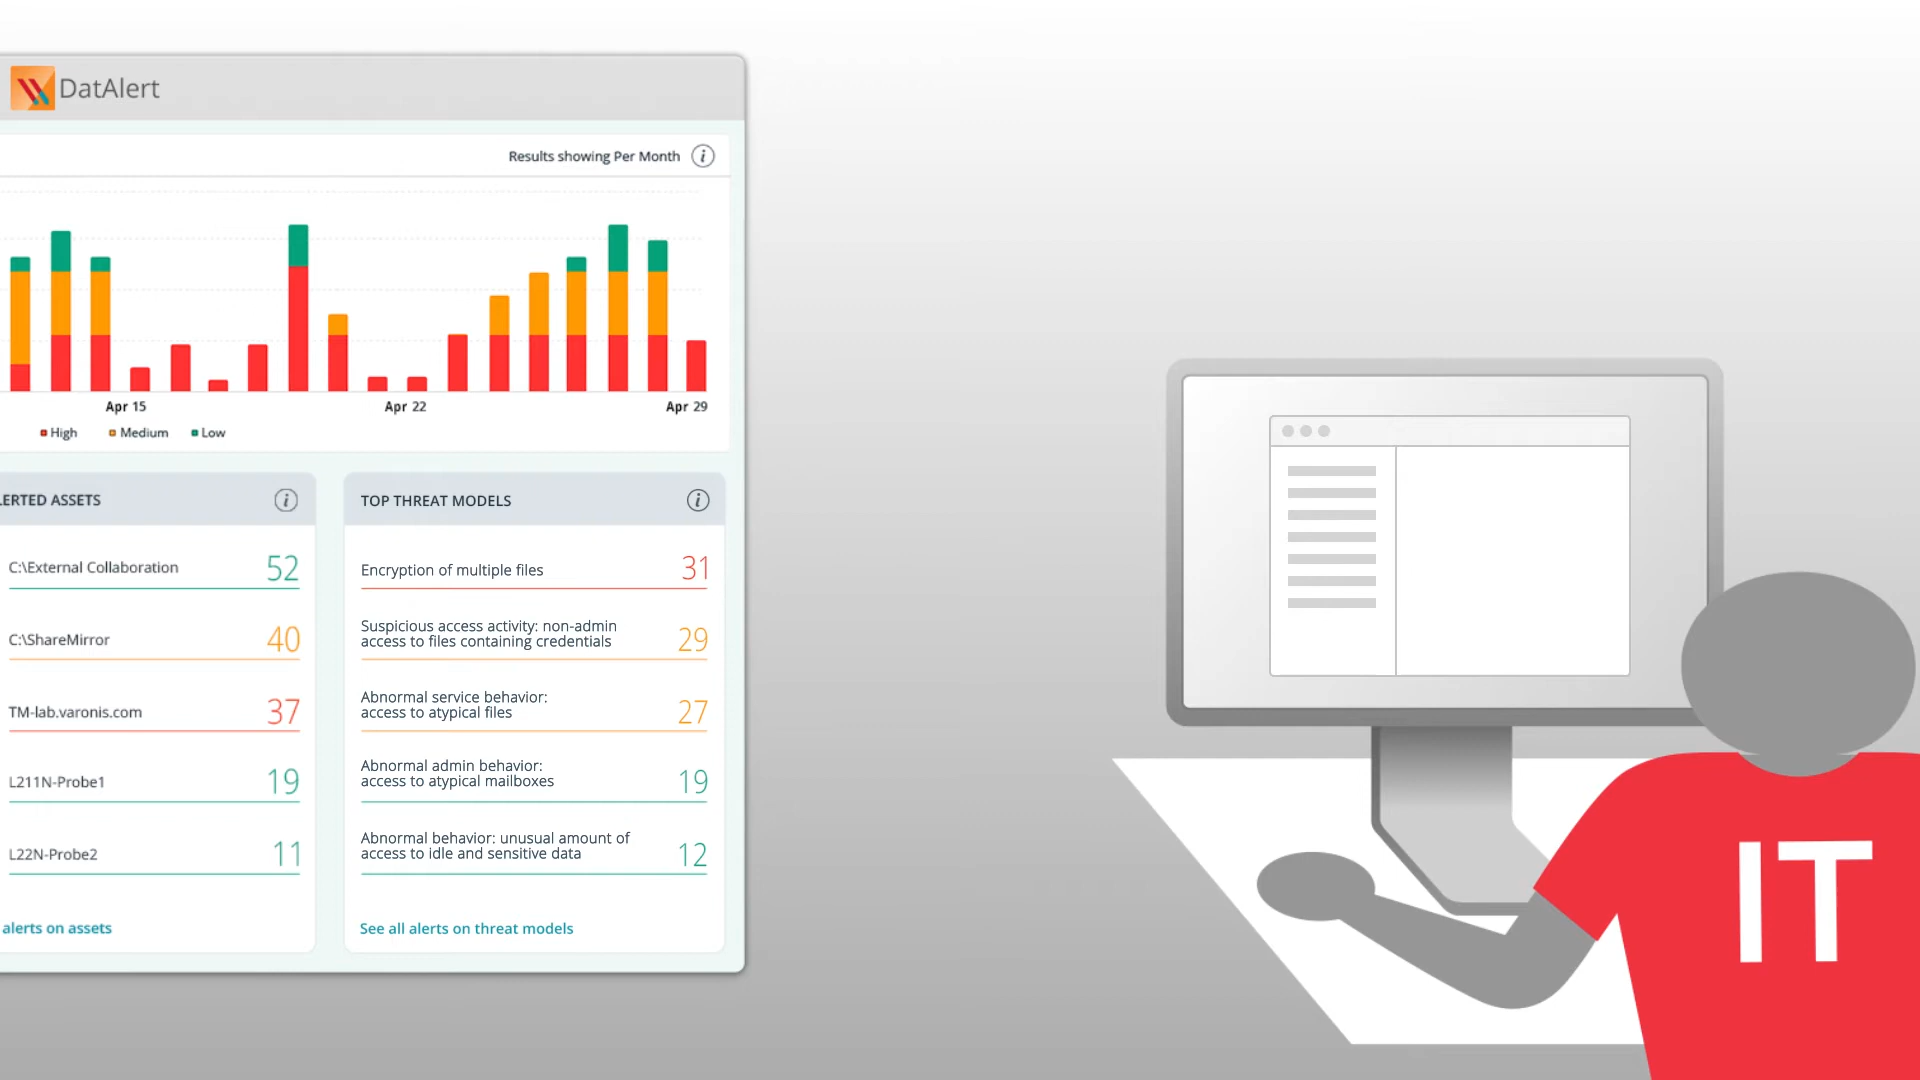 DatAlert
Results showing Per Month
Apr 15
Apr 22
Apr 29
High
Medium
Low
LERTED ASSETS
C:\External Collaboration 52
C:\ShareMirror 40
TM-lab.varonis.com 37
L211N-Probe1 19
L22N-Probe2 11
alerts on assets
TOP THREAT MODELS
Encryption of multiple files 31
Suspicious access activity: non-admin
access to files containing credentials 29
Abnormal service behavior:
access to atypical files 27
Abnormal admin behavior:
access to atypical mailboxes 19
Abnormal behavior: unusual amount of
access to idle and sensitive data 12
See all alerts on threat models
IT